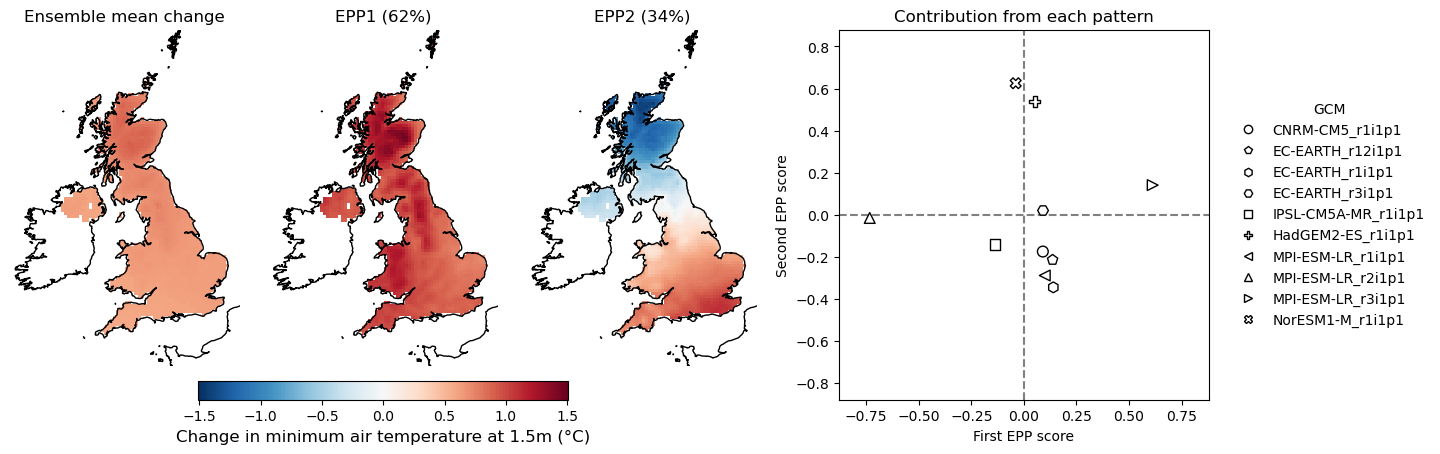 Ensemble mean change
EPP1 (62%)
EPP2 (34%)
−1.5 −1.0 −0.5 0.0 0.5 1.0 1.5
Change in minimum air temperature at 1.5m (°C)
Contribution from each pattern
Second EPP score
0.8
0.6
0.4
0.2
0.0
−0.2
−0.4
−0.6
−0.8
−0.75 −0.50 −0.25 0.00 0.25 0.50 0.75
First EPP score
GCM
CNRM-CM5_r1i1p1
EC-EARTH_r12i1p1
EC-EARTH_r1i1p1
EC-EARTH_r3i1p1
IPSL-CM5A-MR_r1i1p1
HadGEM2-ES_r1i1p1
MPI-ESM-LR_r1i1p1
MPI-ESM-LR_r2i1p1
MPI-ESM-LR_r3i1p1
NorESM1-M_r1i1p1